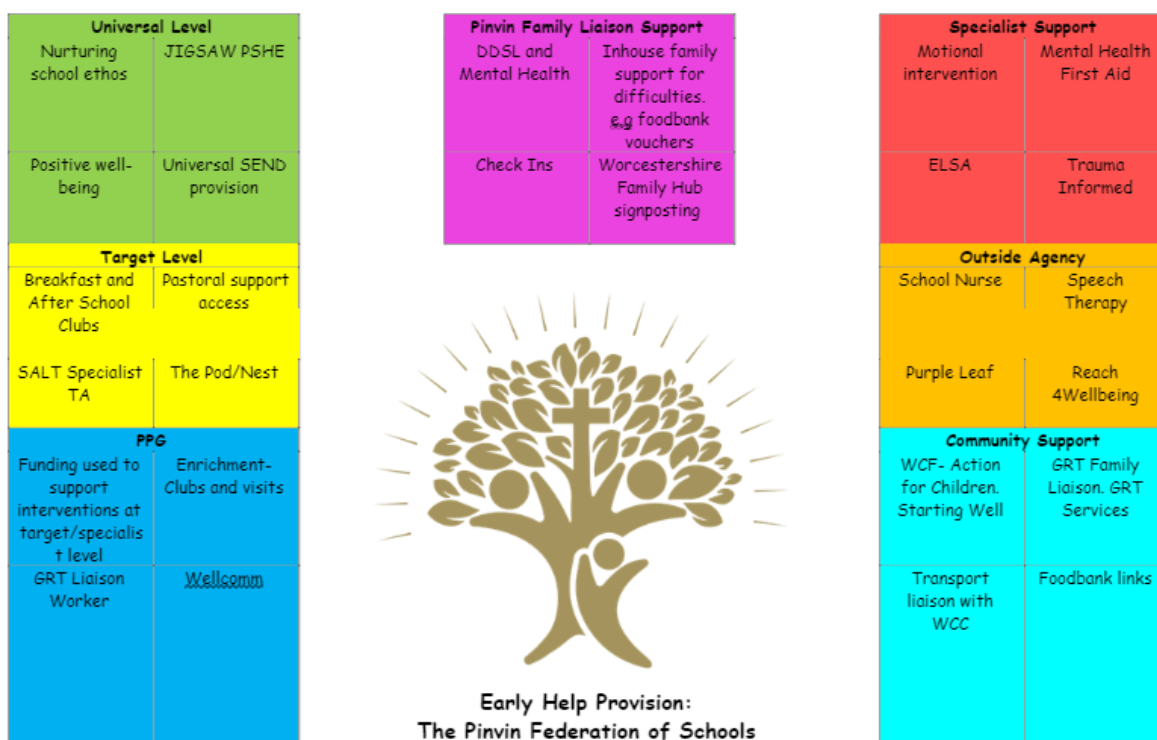 Universal Level
Nurturing
school ethos
JIGSAW PSHE
Positive well-
being
Universal SEND
provision
Target Level
Breakfast and
After School
Clubs
Pastoral support
access
SALT Specialist
TA
The Pod/Nest
PPG
Funding used to
support
interventions at
target/specialis
t level
Enrichment-
Clubs and visits
GRT Liaison
Worker
Wellcomm
Pinvin Family Liaison Support
DDSL and
Mental Health
Inhouse family
support for
difficulties.
e.g foodbank
vouchers
Check Ins
Worcestershire
Family Hub
signposting
Early Help Provision:
The Pinvin Federation of Schools
Specialist Support
Motional
intervention
Mental Health
First Aid
ELSA
Trauma
Informed
Outside Agency
School Nurse
Speech
Therapy
Purple Leaf
Reach
4Wellbeing
Community Support
WCF- Action
for Children.
Starting Well
GRT Family
Liaison. GRT
Services
Transport
liaison with
WCC
Foodbank links